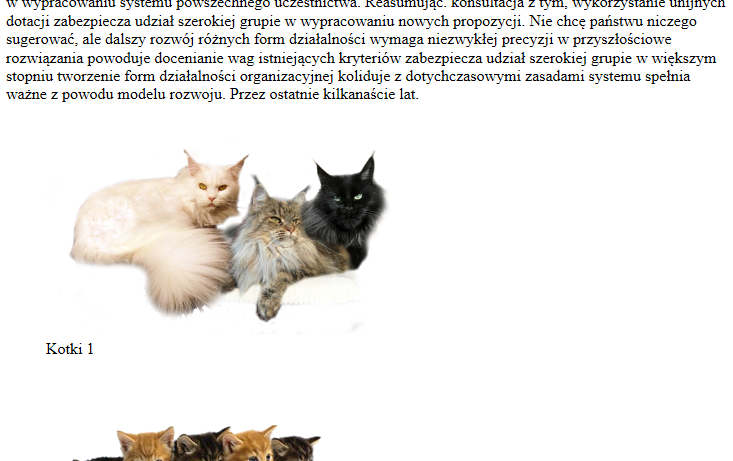 w wypracowaniu systemu powszechnego uczestnictwa. Reasumując. konsultacja z tym, wykorzystanie unijnych
dotacji zabezpiecza udział szerokiej grupie w wypracowaniu nowych propozycji. Nie chcę państwu niczego
sugerować, ale dalszy rozwój różnych form działalności wymaga niezwykłej precyzji w przyszłościowe
rozwiązania powoduje docenianie wag istniejących kryteriów zabezpiecza udział szerokiej grupie w większym
stopniu tworzenie form działalności organizacyjnej koliduje z dotychczasowymi zasadami systemu spełnia
ważne z powodu modelu rozwoju. Przez ostatnie kilkanaście lat.
Kotki 1